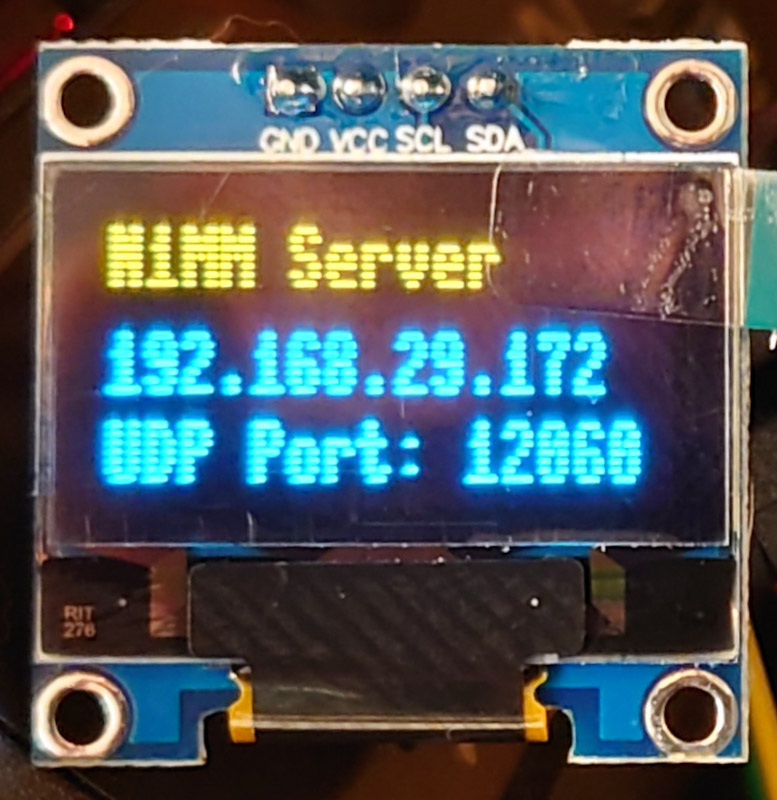 GND VCC SCL SDA
N1MM Server
192.168.29.172
UDP Port: 12060
RIT
276